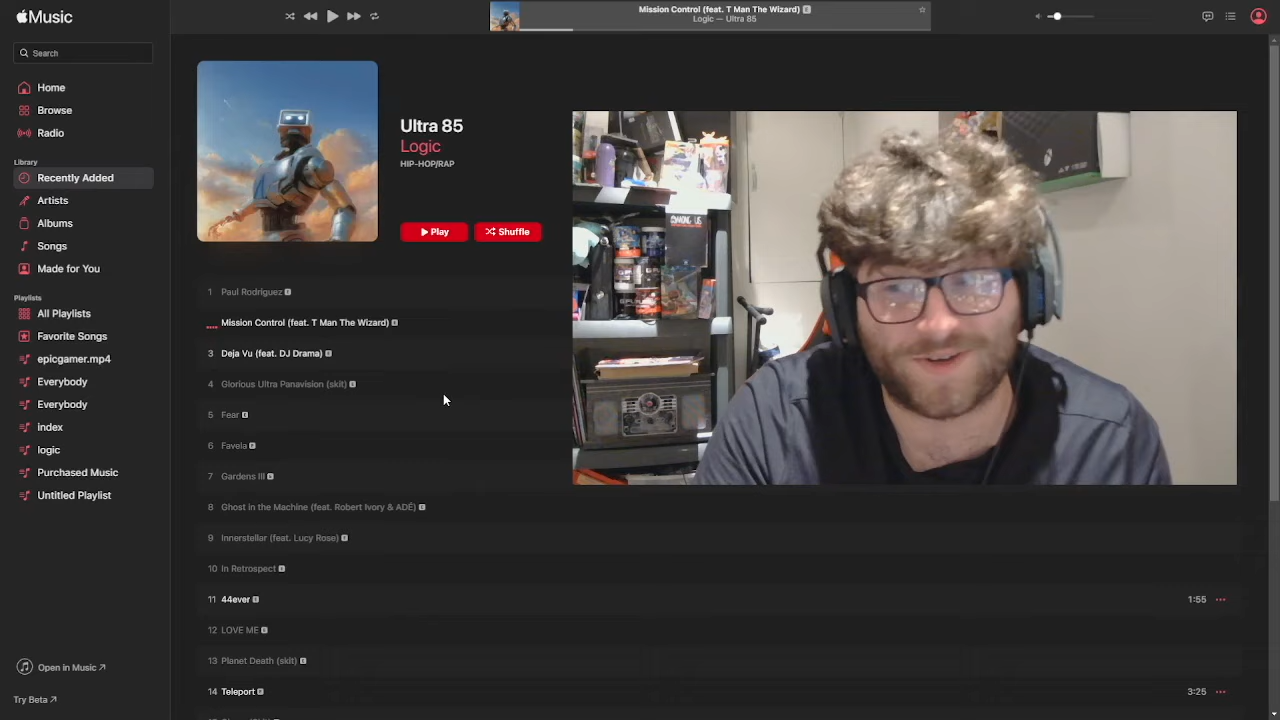 Music
Search
Home
Browse
Radio
Library
Recently Added
Artists
Albums
Songs
Made for You
Playlists
All Playlists
Favorite Songs
epicgamer.mp4
Everybody
Everybody
index
logic
Purchased Music
Untitled Playlist
Open in Music ↗
Try Beta ↗
Mission Control (feat. T Man The Wizard) E
Logic — Ultra 85
Ultra 85
Logic
HIP-HOP/RAP
Play
Shuffle
1 Paul Rodríguez E
Mission Control (feat. T Man The Wizard) E
3 Deja Vu (feat. DJ Drama) E
4 Glorious Ultra Panavision (skit) E
5 Fear E
6 Favela E
7 Gardens III E
8 Ghost in the Machine (feat. Robert Ivory & ADÉ) E
9 Innerstellar (feat. Lucy Rose) E
10 In Retrospect E
11 44ever E 1:55
12 LOVE ME E
13 Planet Death (skit) E
14 Teleport E 3:25
AMONG US